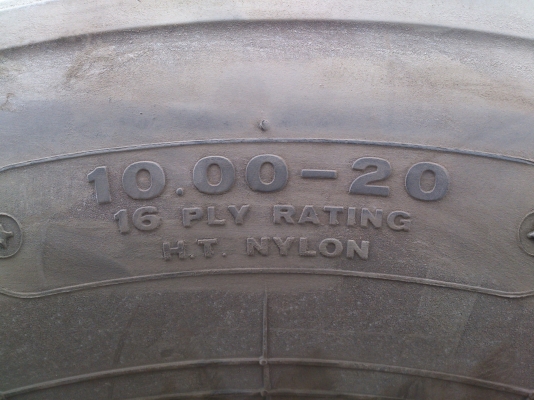 10.00-20
16 PLY RATING
H.T. NYLON